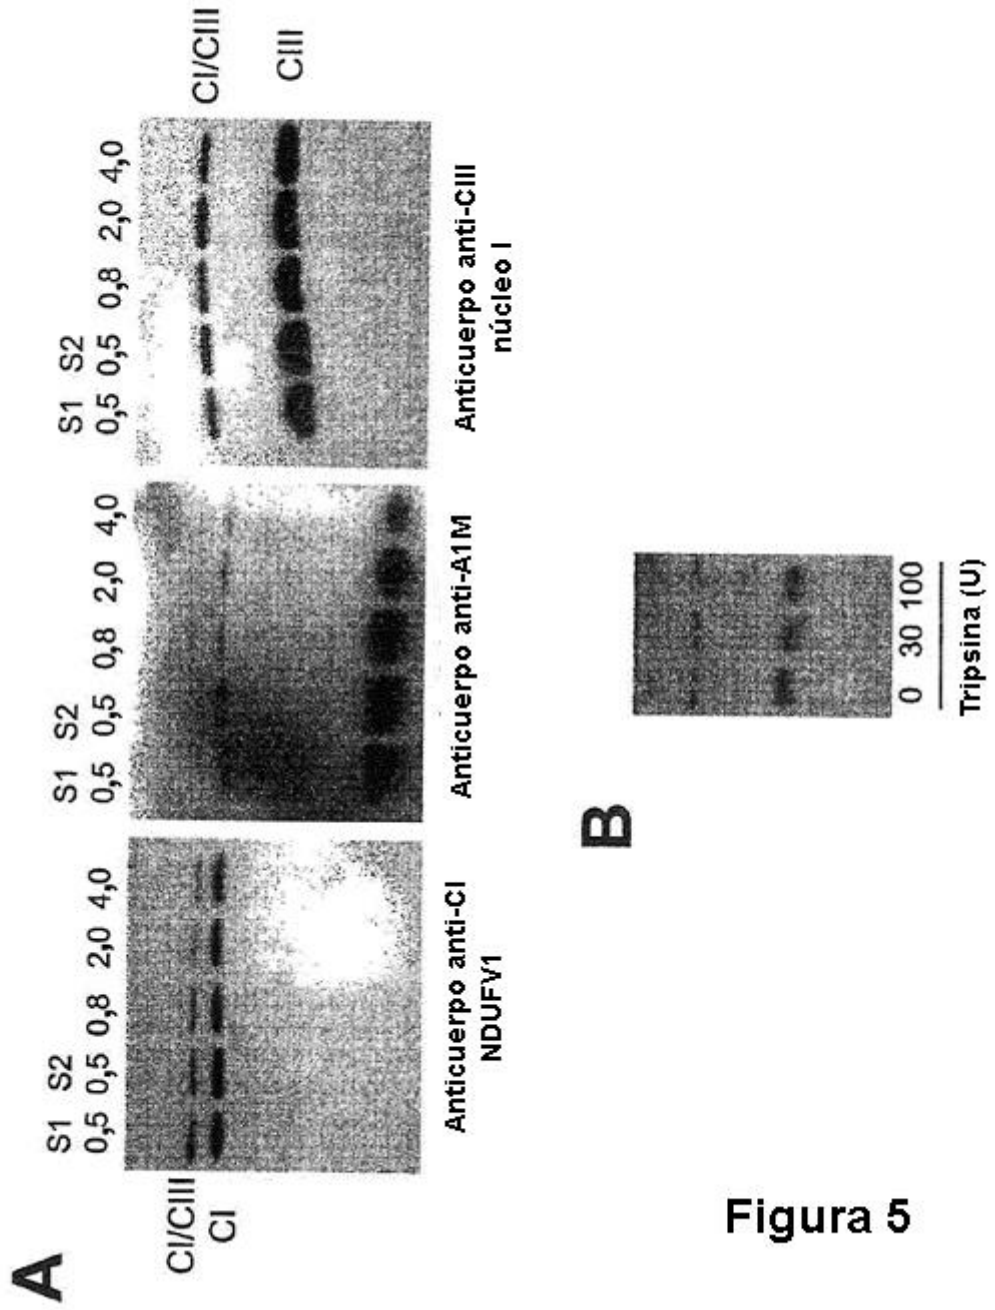 A
S1 S2
0,5 0,5 0,8 2,0 4,0
CI/CIII
CI
Anticuerpo anti-CI
NDUFV1
S1 S2
0,5 0,5 0,8 2,0 4,0
Anticuerpo anti-A1M
S1 S2
0,5 0,5 0,8 2,0 4,0
CI/CIII
CIII
Anticuerpo anti-CIII
núcleo I
B
0 30 100
Tripsina (U)
Figura 5